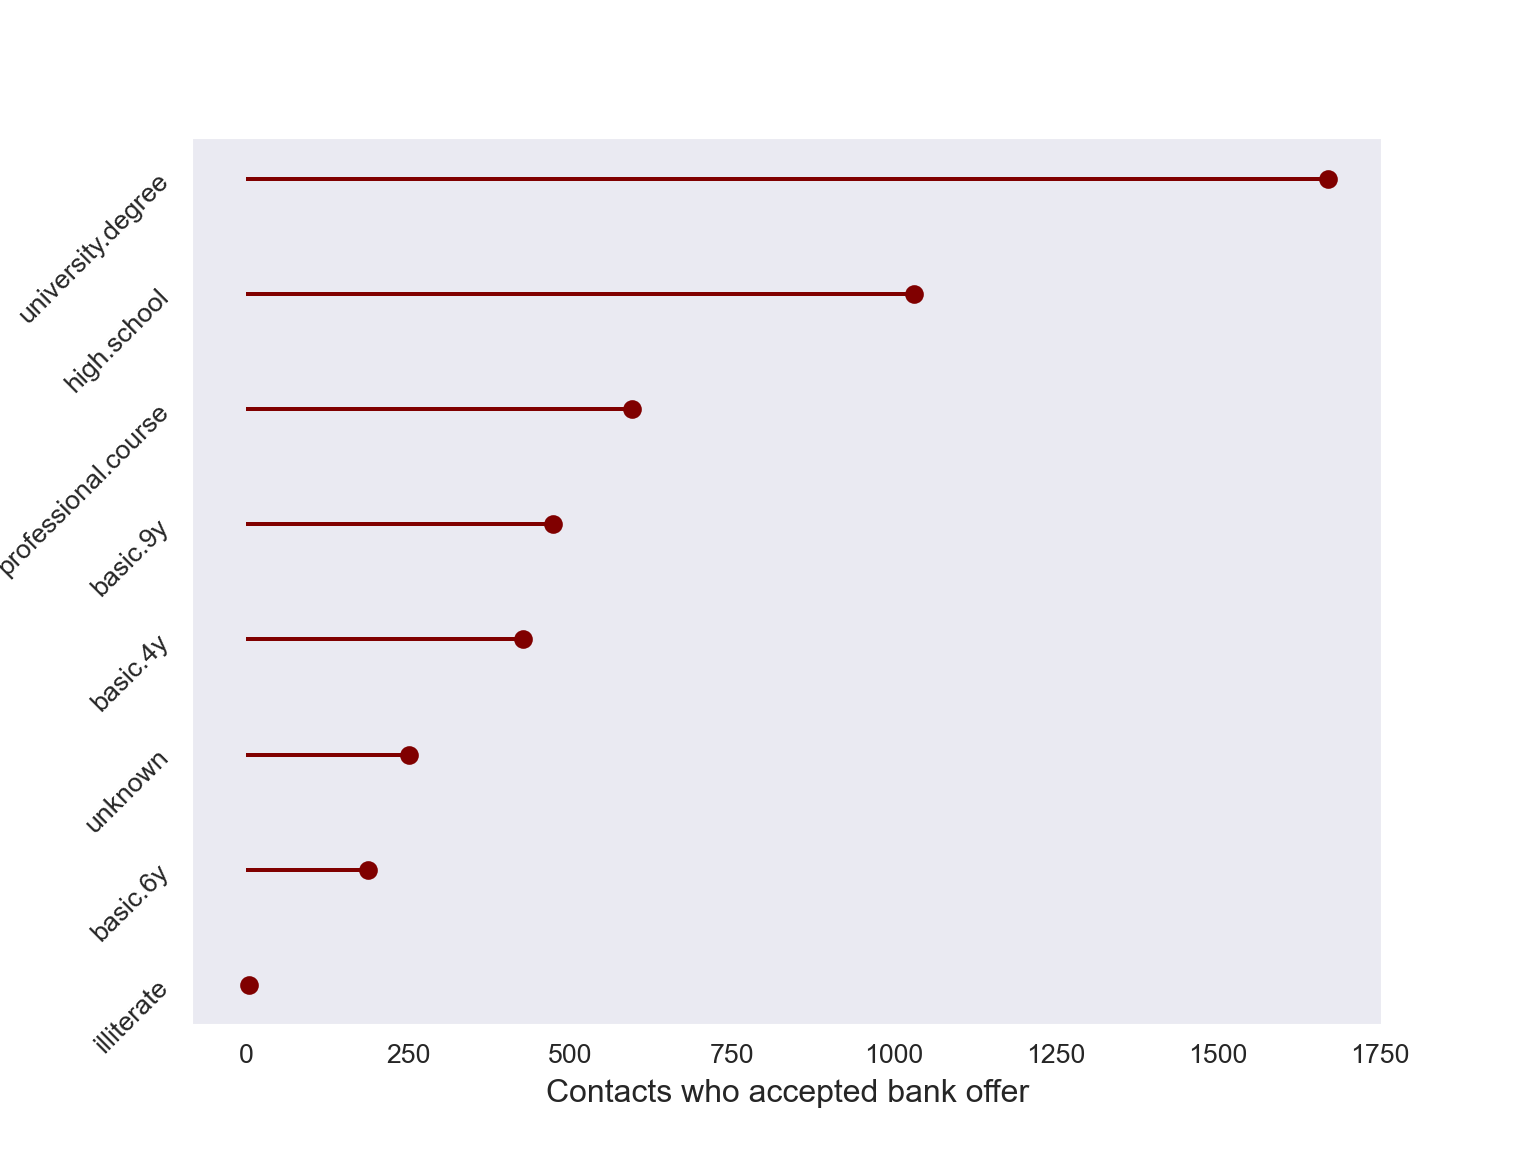 university.degree
high.school
professional.course
basic.9y
basic.4y
unknown
basic.6y
illiterate
0 250 500 750 1000 1250 1500 1750
Contacts who accepted bank offer